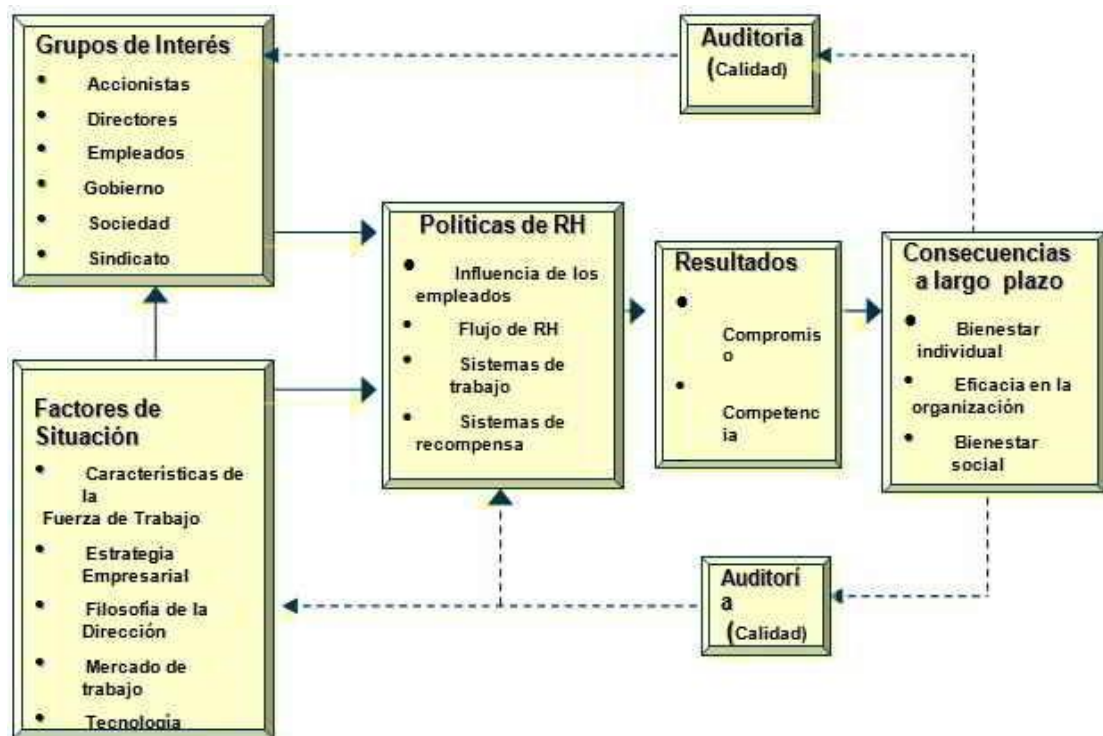 Grupos de Interés
• Accionistas
• Directores
• Empleados
• Gobierno
• Sociedad
• Sindicato
Factores de
Situación
• Caracteristicas de
la
Fuerza de Trabajo
• Estrategia
Empresarial
• Filosofia de la
Dirección
• Mercado de
trabajo
• Tecnologia
Políticas de RH
• Influencia de los
empleados
• Flujo de RH
• Sistemas de
trabajo
• Sistemas de
recompensa
Resultados
•
Compromis
o
•
Competenc
ia
Auditoria
(Calidad)
Consecuencias
a largo plazo
• Bienestar
individual
• Eficacia en la
organización
• Bienestar
social
Auditorí
a
(Calidad)